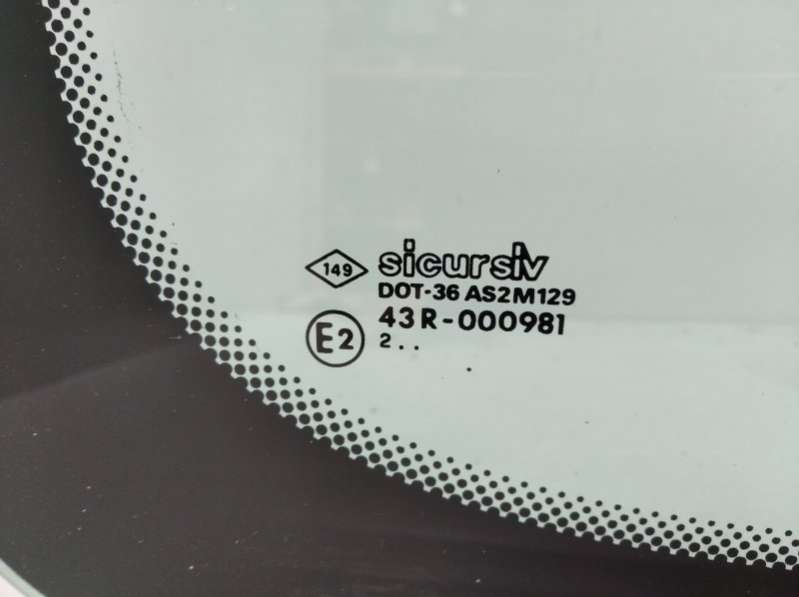 149
sicursiv
DOT-36 AS2M129
E2
43R-000981
2..